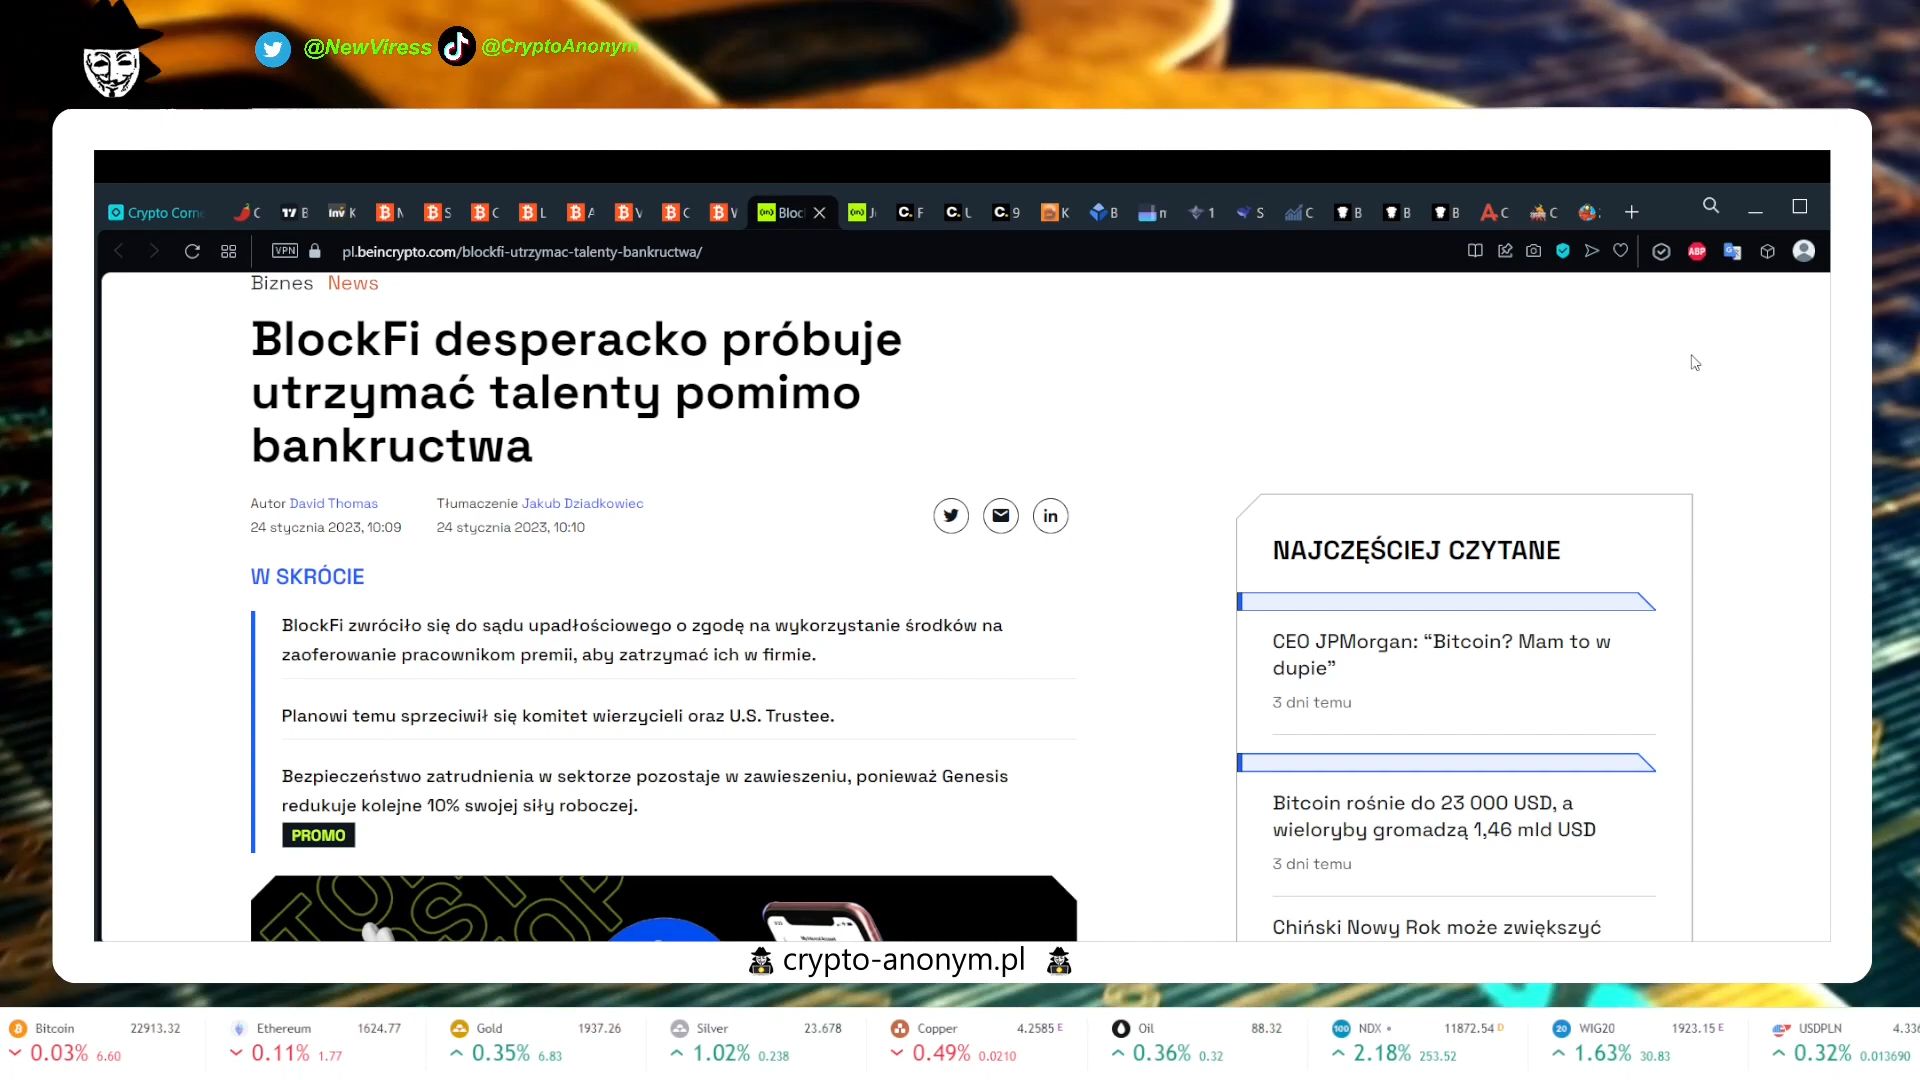 @NewViress @CryptoAnonym
Crypto Corne
pl.beincrypto.com/blockfi-utrzymac-talenty-bankructwa/
VPN
ABP
Biznes News
BlockFi desperacko próbuje
utrzymać talenty pomimo
bankructwa
Autor David Thomas
24 stycznia 2023, 10:09
Tłumaczenie Jakub Dziadkowiec
24 stycznia 2023, 10:10
W SKRÓCIE
BlockFi zwróciło się do sądu upadłościowego o zgodę na wykorzystanie środków na
zaoferowanie pracownikom premii, aby zatrzymać ich w firmie.
Planowi temu sprzeciwił się komitet wierzycieli oraz U.S. Trustee.
Bezpieczeństwo zatrudnienia w sektorze pozostaje w zawieszeniu, ponieważ Genesis
redukuje kolejne 10% swojej siły roboczej.
PROMO
NAJCZĘŚCIEJ CZYTANE
CEO JPMorgan: “Bitcoin? Mam to w
dupie”
3 dni temu
Bitcoin rośnie do 23 000 USD, a
wieloryby gromadzą 1,46 mld USD
3 dni temu
Chiński Nowy Rok może zwiększyć
crypto-anonym.pl
Bitcoin 22913.32
0.03% 6.60
Ethereum 1624.77
0.11% 1.77
Gold 1937.26
0.35% 6.83
Silver 23.678
1.02% 0.238
Copper 4.2585 E
0.49% 0.0210
Oil 88.32
0.36% 0.32
100 NDX 11872.54 D
2.18% 253.52
20 WIG20 1923.15 E
1.63% 30.83
USDPLN 4.33
0.32% 0.013690